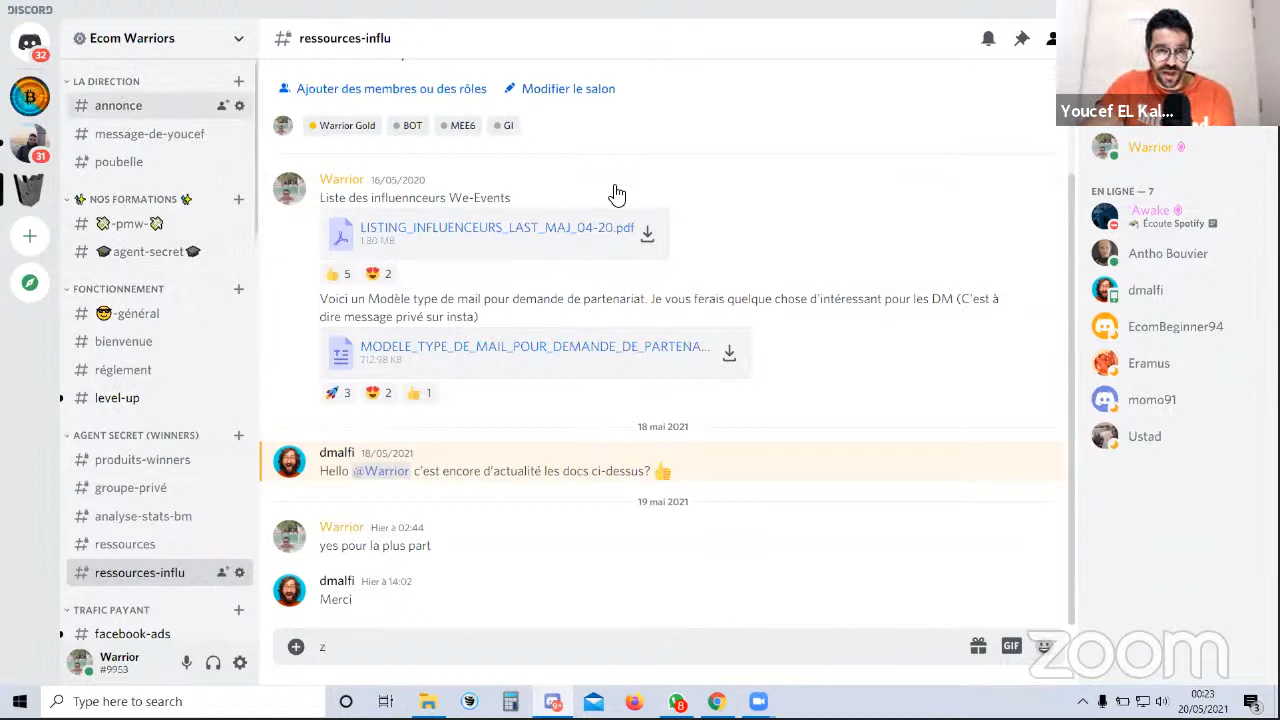 DISCORD
Ecom Warriors
ressources-influ
Youcef EL Kal...
32
31
LA DIRECTION
annonce
message-de-youcef
poubelle
NOS FORMATIONS
-pmw-
agent-secret
FONCTIONNEMENT
-général
bienvenue
réglement
level-up
AGENT SECRET (WINNERS)
produits-winners
groupe-privé
analyse-stats-bm
ressources
ressources-influ
TRAFIC PAYANT
facebook-ads
Warrior
#6953
Ajouter des membres ou des rôles
Modifier le salon
Warrior Gold
BOT
GI
Warrior 16/05/2020
Liste des influennceurs We-Events
LISTING_INFLUENCEURS_LAST_MAJ_04-20.pdf
1.80 MB
5
2
Voici un Modèle type de mail pour demande de partenariat. Je vous ferais quelque chose d'intéressant pour les DM (C'est à
dire message privé sur insta)
MODELE_TYPE_DE_MAIL_POUR_DEMANDE_DE_PARTENA...
712.98 KB
3
2
1
18 mai 2021
dmalfi 18/05/2021
Hello @Warrior c'est encore d'actualité les docs ci-dessus?
19 mai 2021
Warrior Hier à 02:44
yes pour la plus part
dmalfi Hier à 14:02
Merci
z
GIF
Warrior
EN LIGNE — 7
'Awake
Écoute Spotify
Antho Bouvier
dmalfi
EcomBeginner94
Eramus
momo91
Ustad
zoom
Type here to search
9+
8
00:23
20/05/2021
3